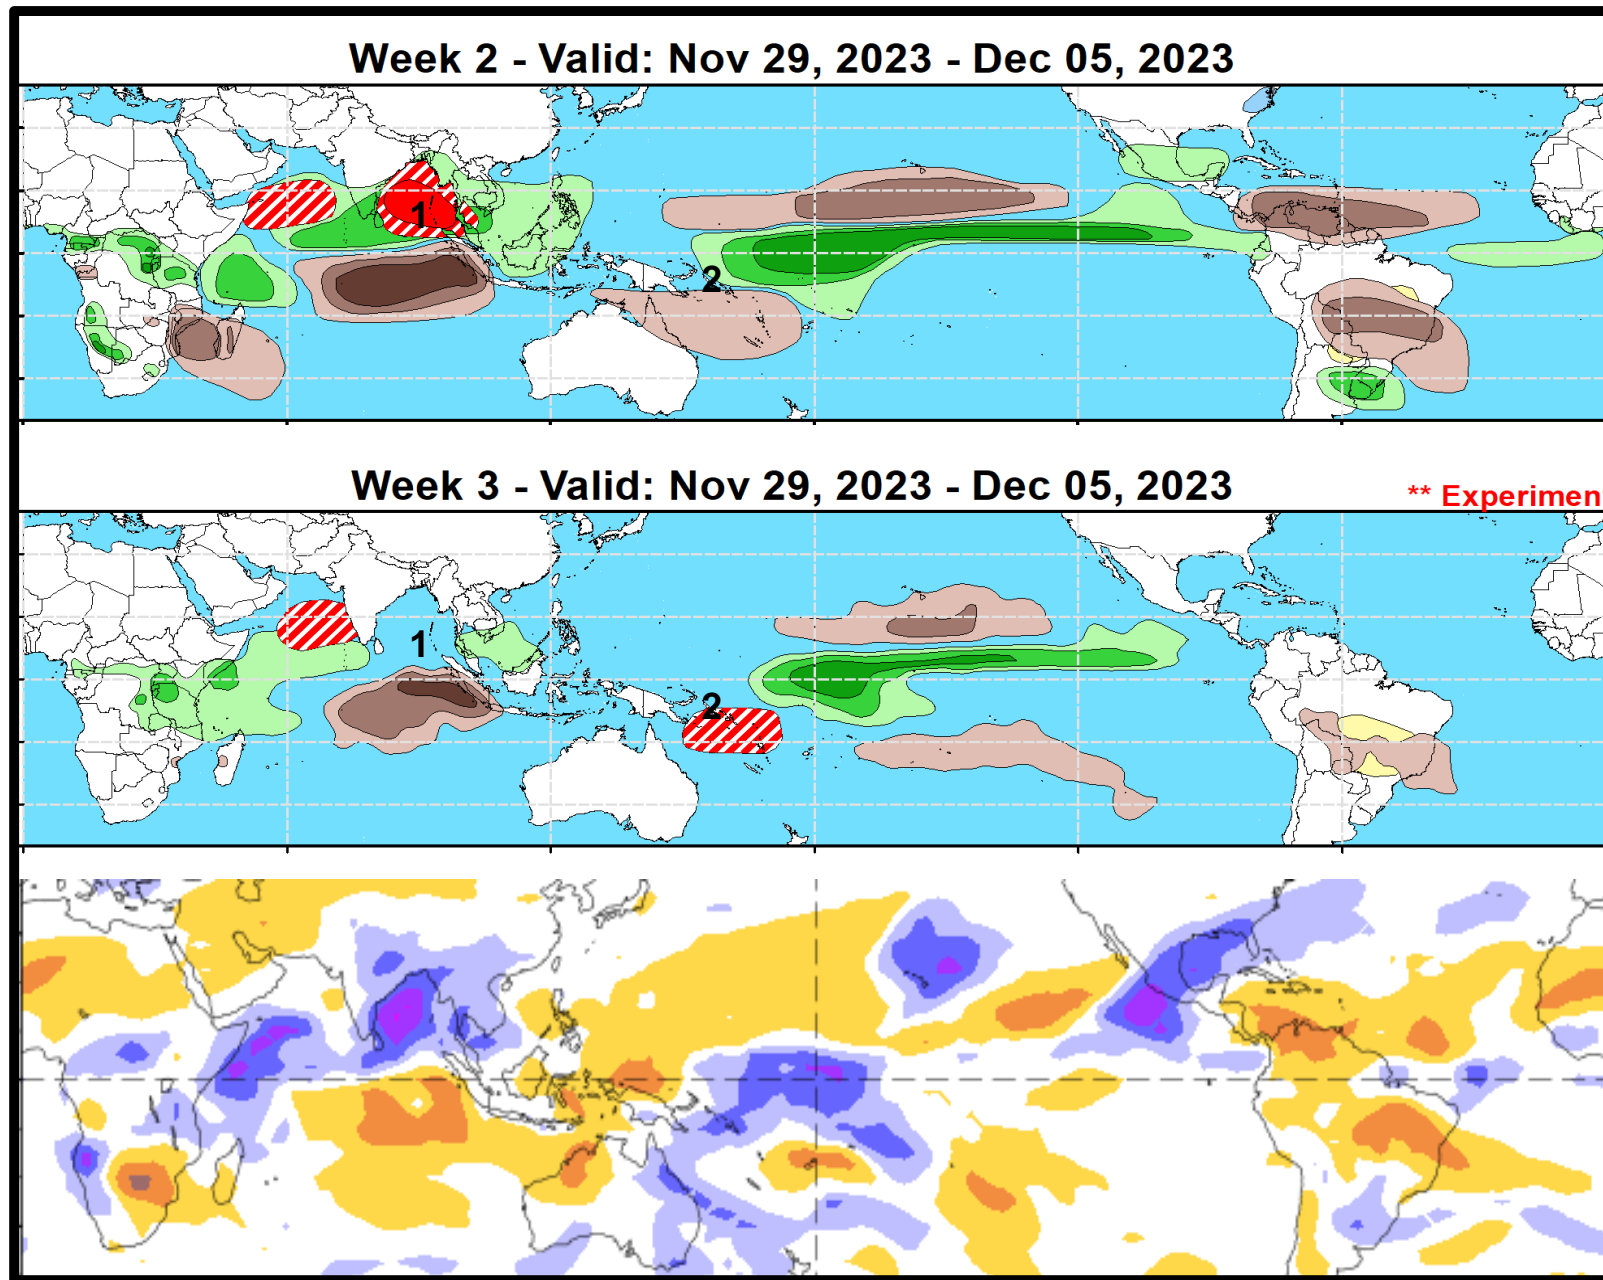 Week 2 - Valid: Nov 29, 2023 - Dec 05, 2023
1
2
Week 3 - Valid: Nov 29, 2023 - Dec 05, 2023
** Experimen
1
2